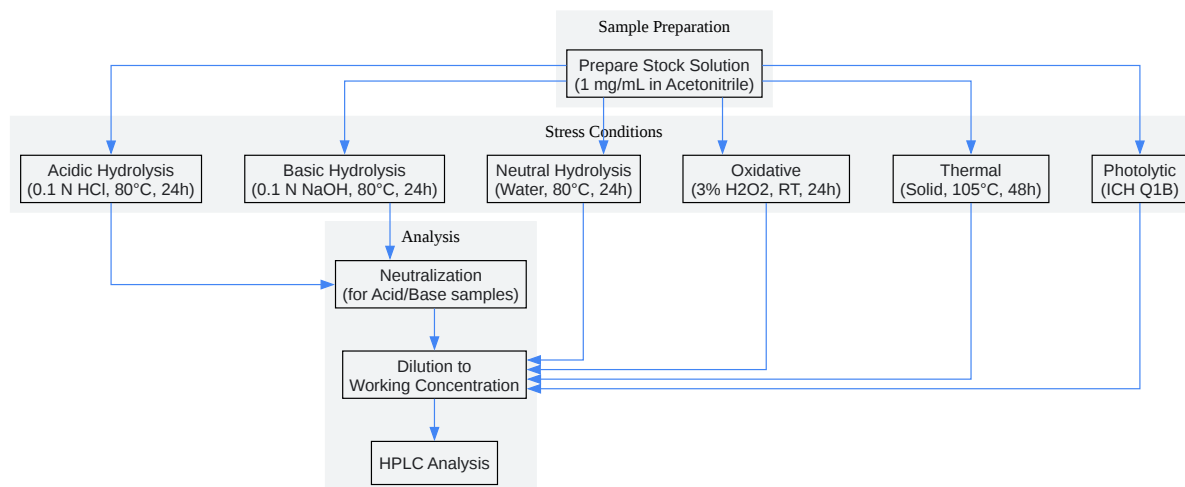 Sample Preparation
Prepare Stock Solution
(1 mg/mL in Acetonitrile)
Stress Conditions
Acidic Hydrolysis
(0.1 N HCl, 80°C, 24h)
Basic Hydrolysis
(0.1 N NaOH, 80°C, 24h)
Neutral Hydrolysis
(Water, 80°C, 24h)
Oxidative
(3% H2O2, RT, 24h)
Thermal
(Solid, 105°C, 48h)
Photolytic
(ICH Q1B)
Analysis
Neutralization
(for Acid/Base samples)
Dilution to
Working Concentration
HPLC Analysis